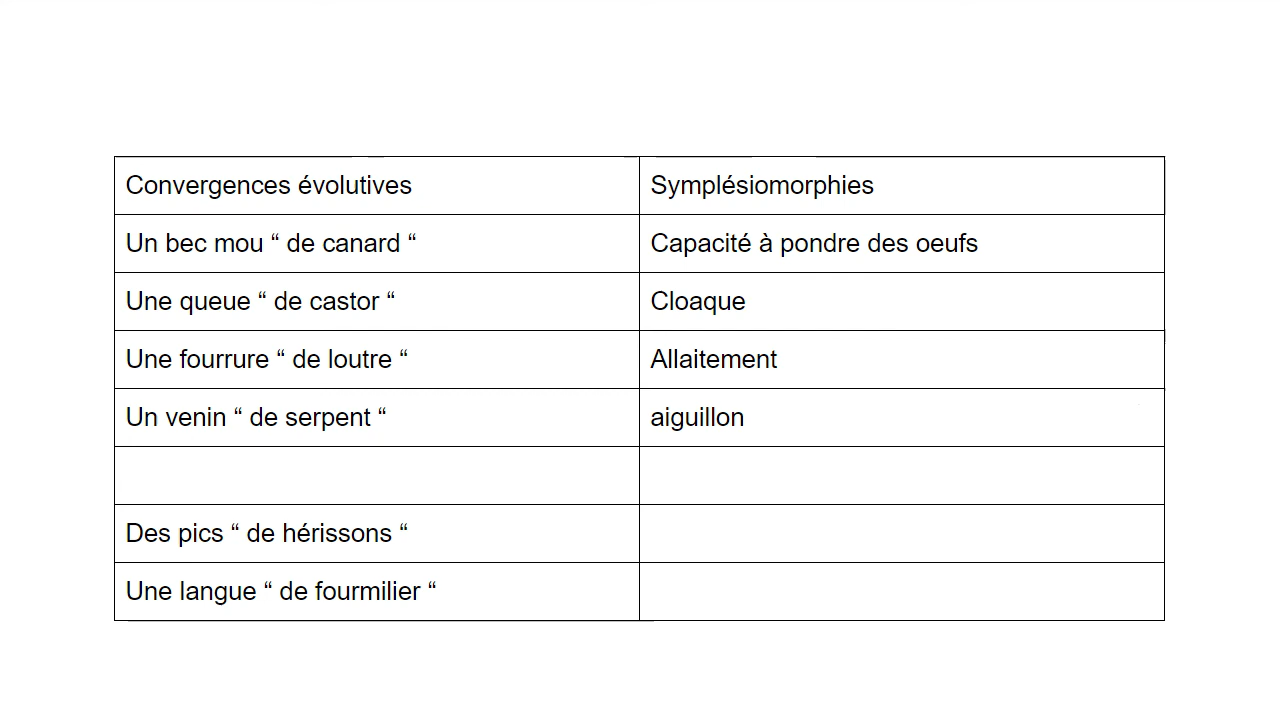 Convergences évolutives
Symplésiomorphies
Un bec mou “ de canard “
Capacité à pondre des oeufs
Une queue “ de castor “
Cloaque
Une fourrure “ de loutre “
Allaitement
Un venin “ de serpent “
aiguillon
Des pics “ de hérissons “
Une langue “ de fourmilier “